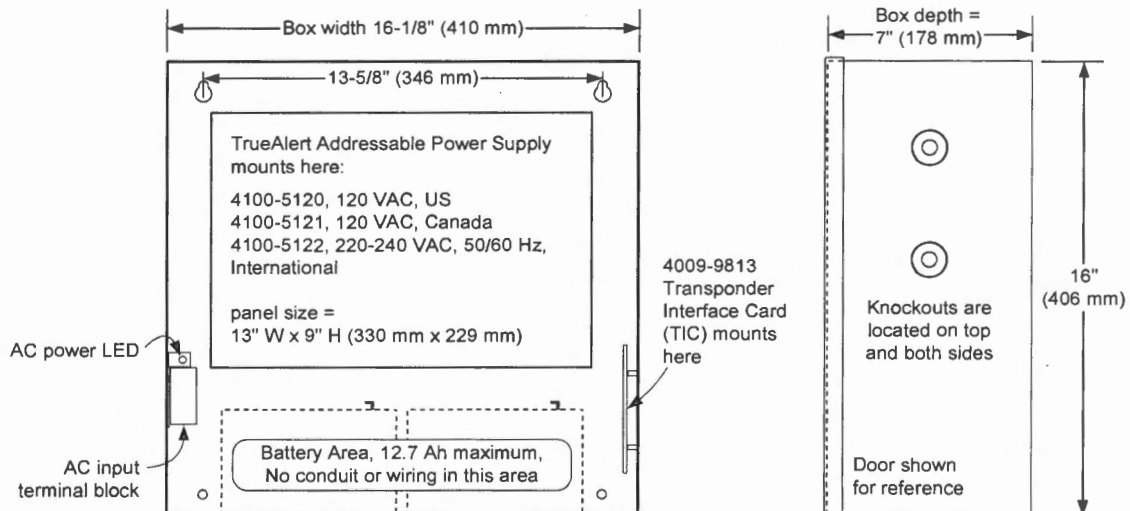 Box width 16-1/8" (410 mm)
13-5/8" (346 mm)
TrueAlert Addressable Power Supply
mounts here:
4100-5120, 120 VAC, US
4100-5121, 120 VAC, Canada
4100-5122, 220-240 VAC, 50/60 Hz,
International
panel size =
13" W x 9" H (330 mm x 229 mm)
AC power LED
AC input
terminal block
Battery Area, 12.7 Ah maximum,
No conduit or wiring in this area
4009-9813
Transponder
Interface Card
(TIC) mounts
here
Box depth =
7" (178 mm)
Knockouts are
located on top
and both sides
16"
(406 mm)
Door shown
for reference